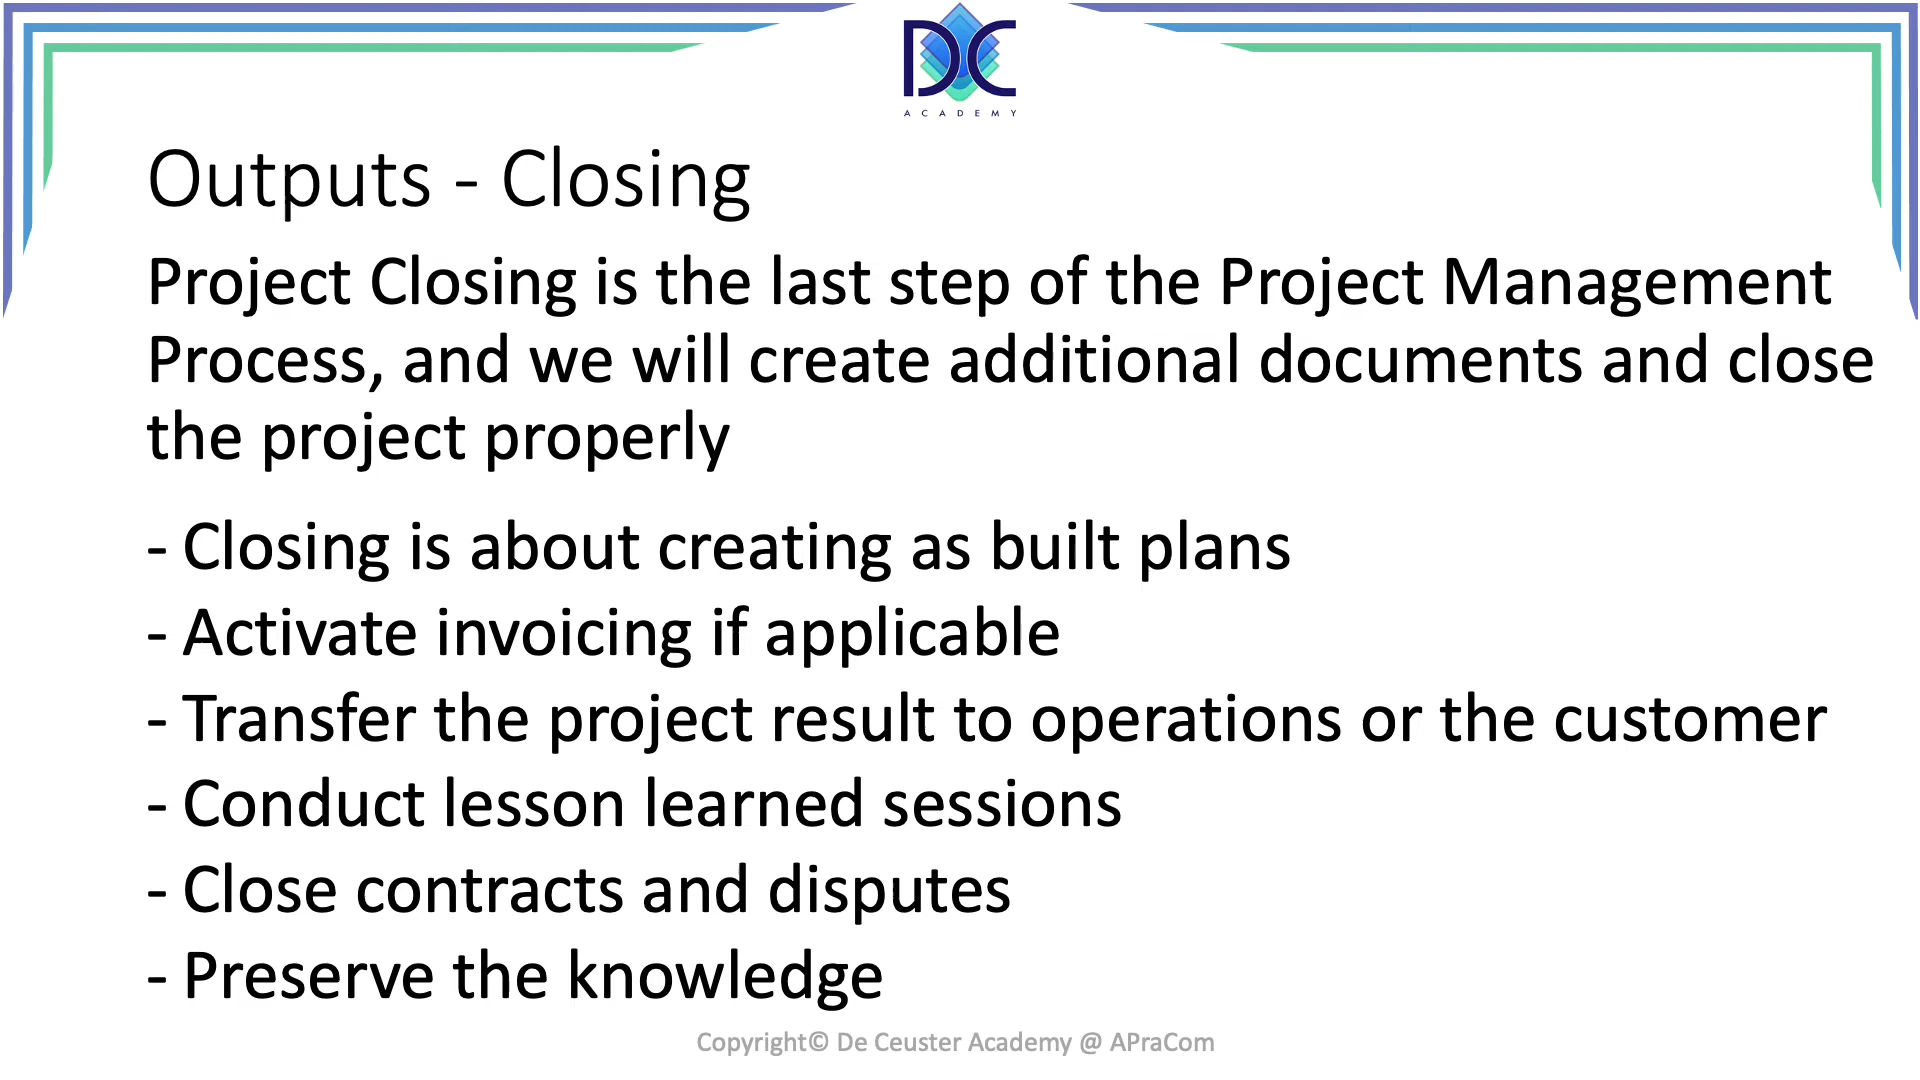 DC
ACADEMY
Outputs - Closing
Project Closing is the last step of the Project Management
Process, and we will create additional documents and close
the project properly
- Closing is about creating as built plans
- Activate invoicing if applicable
- Transfer the project result to operations or the customer
- Conduct lesson learned sessions
- Close contracts and disputes
- Preserve the knowledge
Copyright© De Ceuster Academy @ APraCom